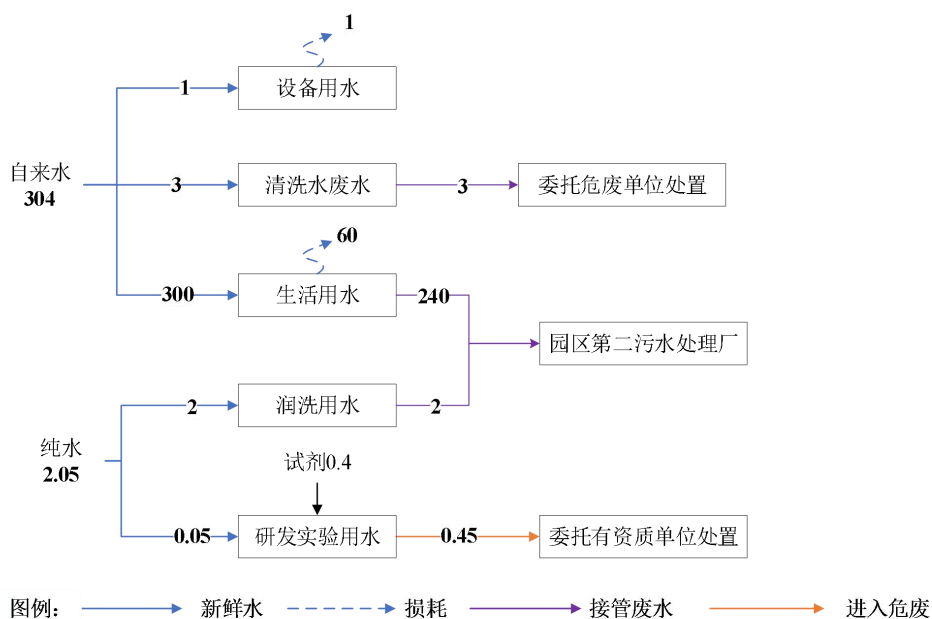 1
1
设备用水
自来水
304
3
清洗水废水
3
委托危废单位处置
60
300
生活用水
240
园区第二污水处理厂
2
润洗用水
2
纯水
2.05
试剂0.4
0.05
研发实验用水
0.45
委托有资质单位处置
图例：
新鲜水
损耗
接管废水
进入危废